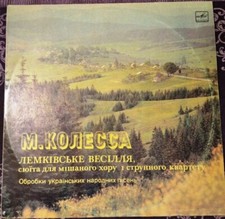 М. КОЛЕССА
ЛЕМКІВСЬКЕ ВЕСІЛЛЯ,
сюїта для мішаного хору і струнного квартету
Обробки українських народних пісень